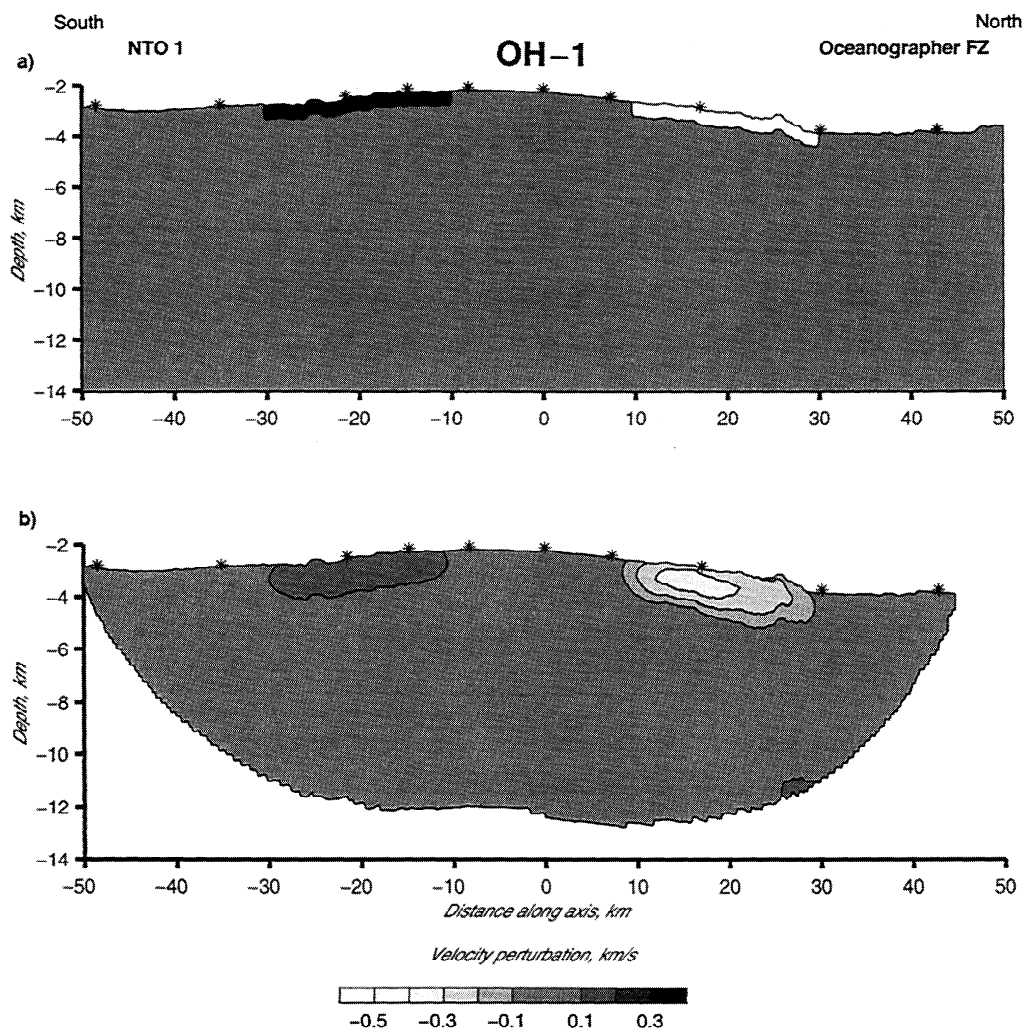 South
North
NTO 1
OH–1
Oceanographer FZ
a)
−2
−4
−6
−8
−10
−12
−14
Depth, km
−50 −40 −30 −20 −10 0 10 20 30 40 50
b)
−2
−4
−6
−8
−10
−12
−14
Depth, km
−50 −40 −30 −20 −10 0 10 20 30 40 50
Distance along axis, km
Velocity perturbation, km/s
−0.5 −0.3 −0.1 0.1 0.3